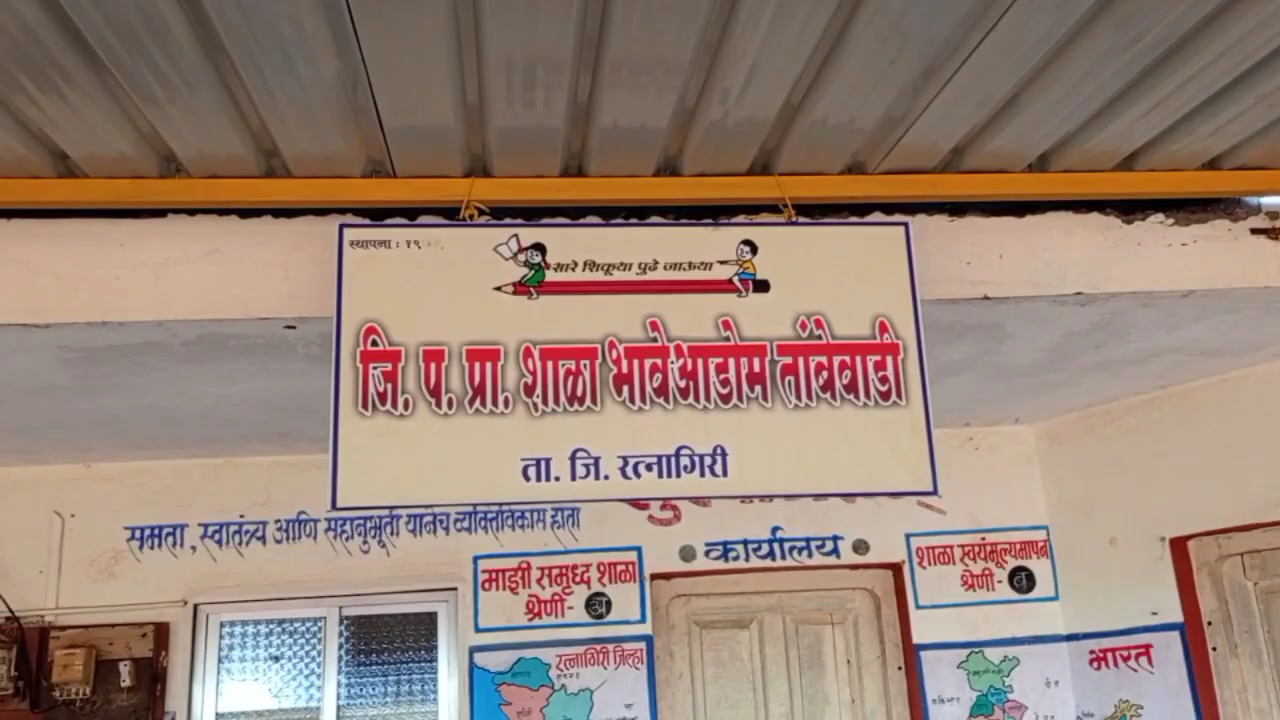 स्थापना : १९
सारे शिकूया पुढे जाऊया
जि. प. प्रा. शाळा भावेआडोम तांबेवाडी
ता. जि. रत्नागिरी
समता, स्वातंत्र्य आणि सहानुभूती यानेच व्यक्तिविकास होतो
कार्यालय
माझी समृध्द शाळा
श्रेणी- अ
शाळा स्वयंमूल्यमापन
श्रेणी- ब
रत्नागिरी जिल्हा
भारत